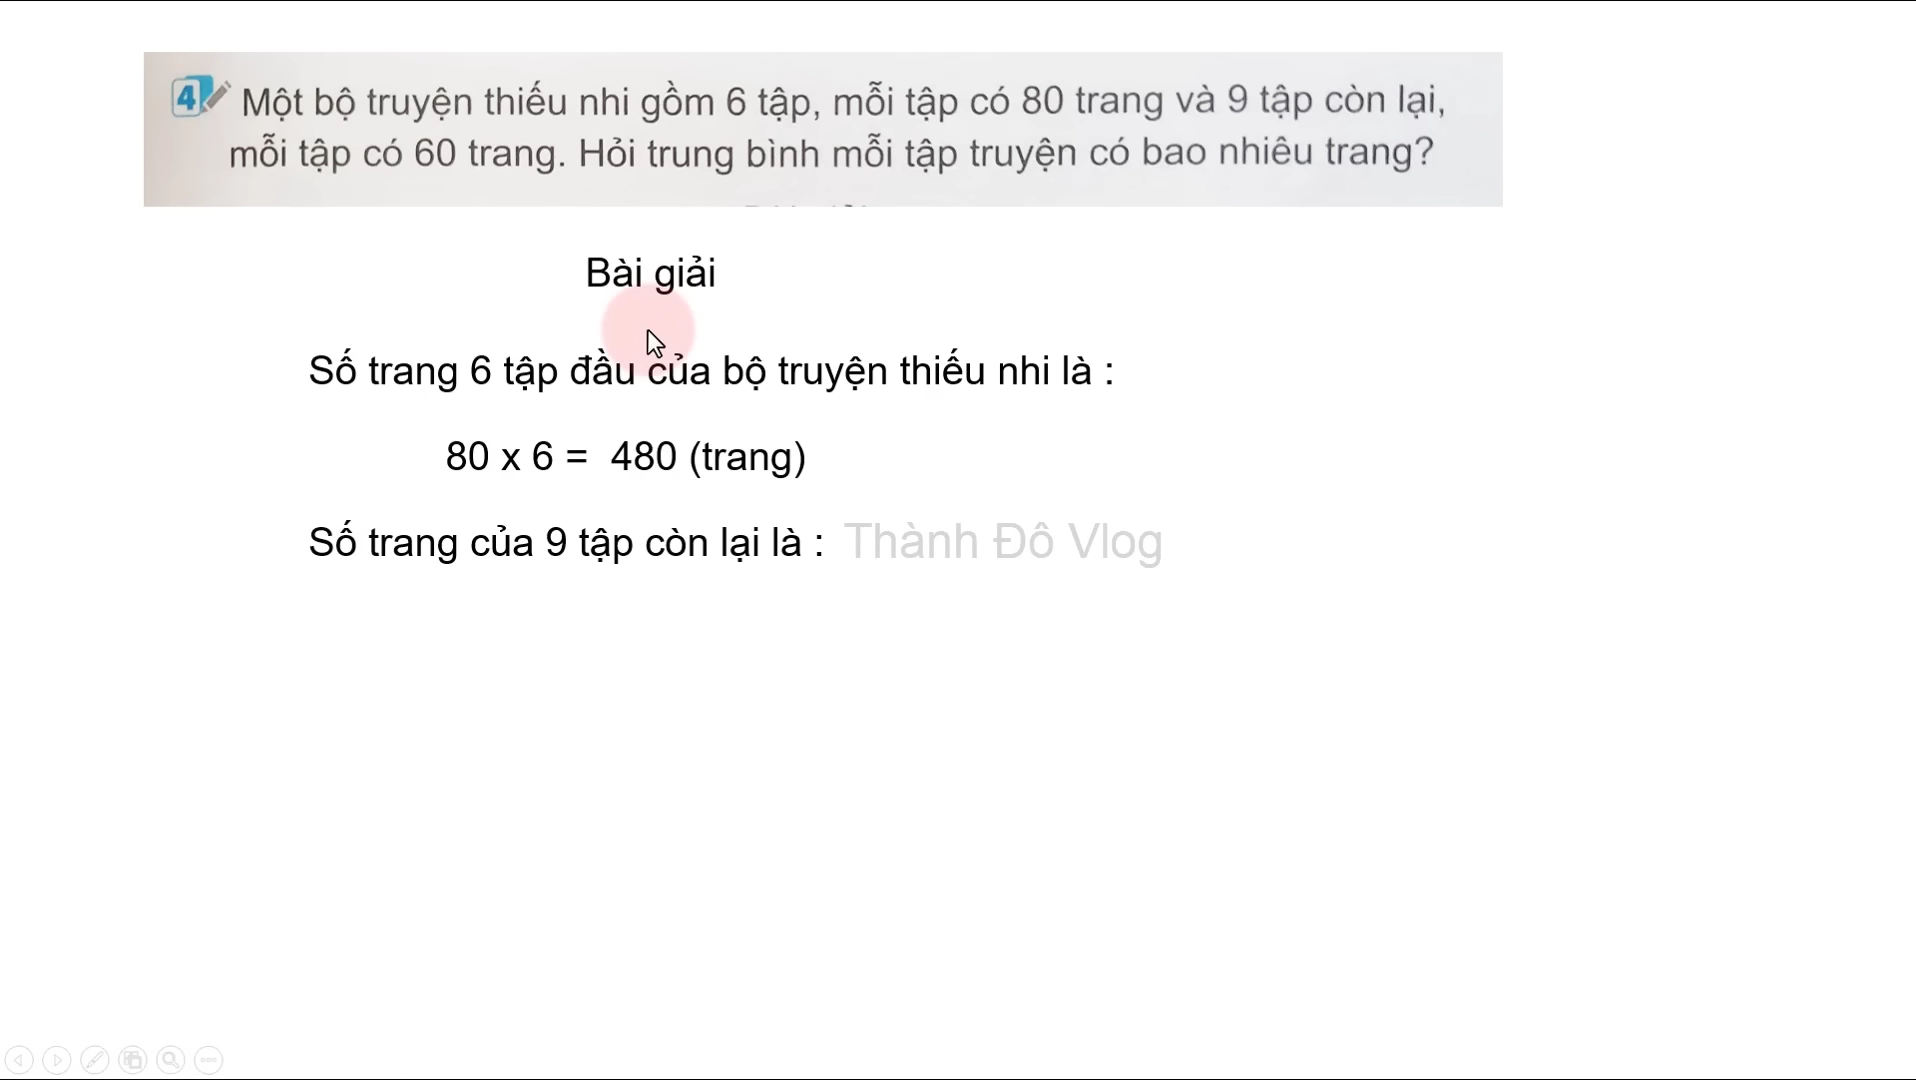 4 Một bộ truyện thiếu nhi gồm 6 tập, mỗi tập có 80 trang và 9 tập còn lại,
mỗi tập có 60 trang. Hỏi trung bình mỗi tập truyện có bao nhiêu trang?
Bài giải
Số trang 6 tập đầu của bộ truyện thiếu nhi là :
80 x 6 = 480 (trang)
Số trang của 9 tập còn lại là : Thành Đô Vlog